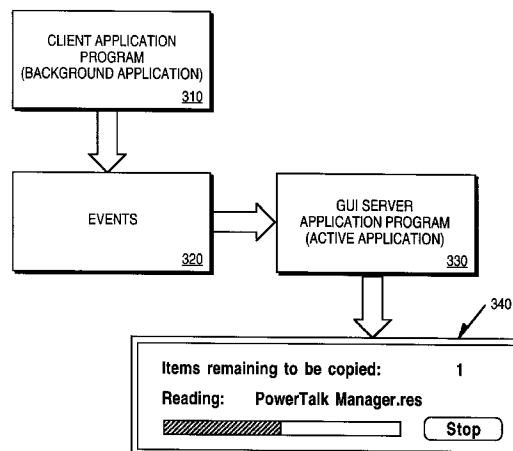 CLIENT APPLICATION
PROGRAM
(BACKGROUND APPLICATION)
310
EVENTS
320
GUI SERVER
APPLICATION PROGRAM
(ACTIVE APPLICATION)
330
340
Items remaining to be copied: 1
Reading: PowerTalk Manager.res
Stop